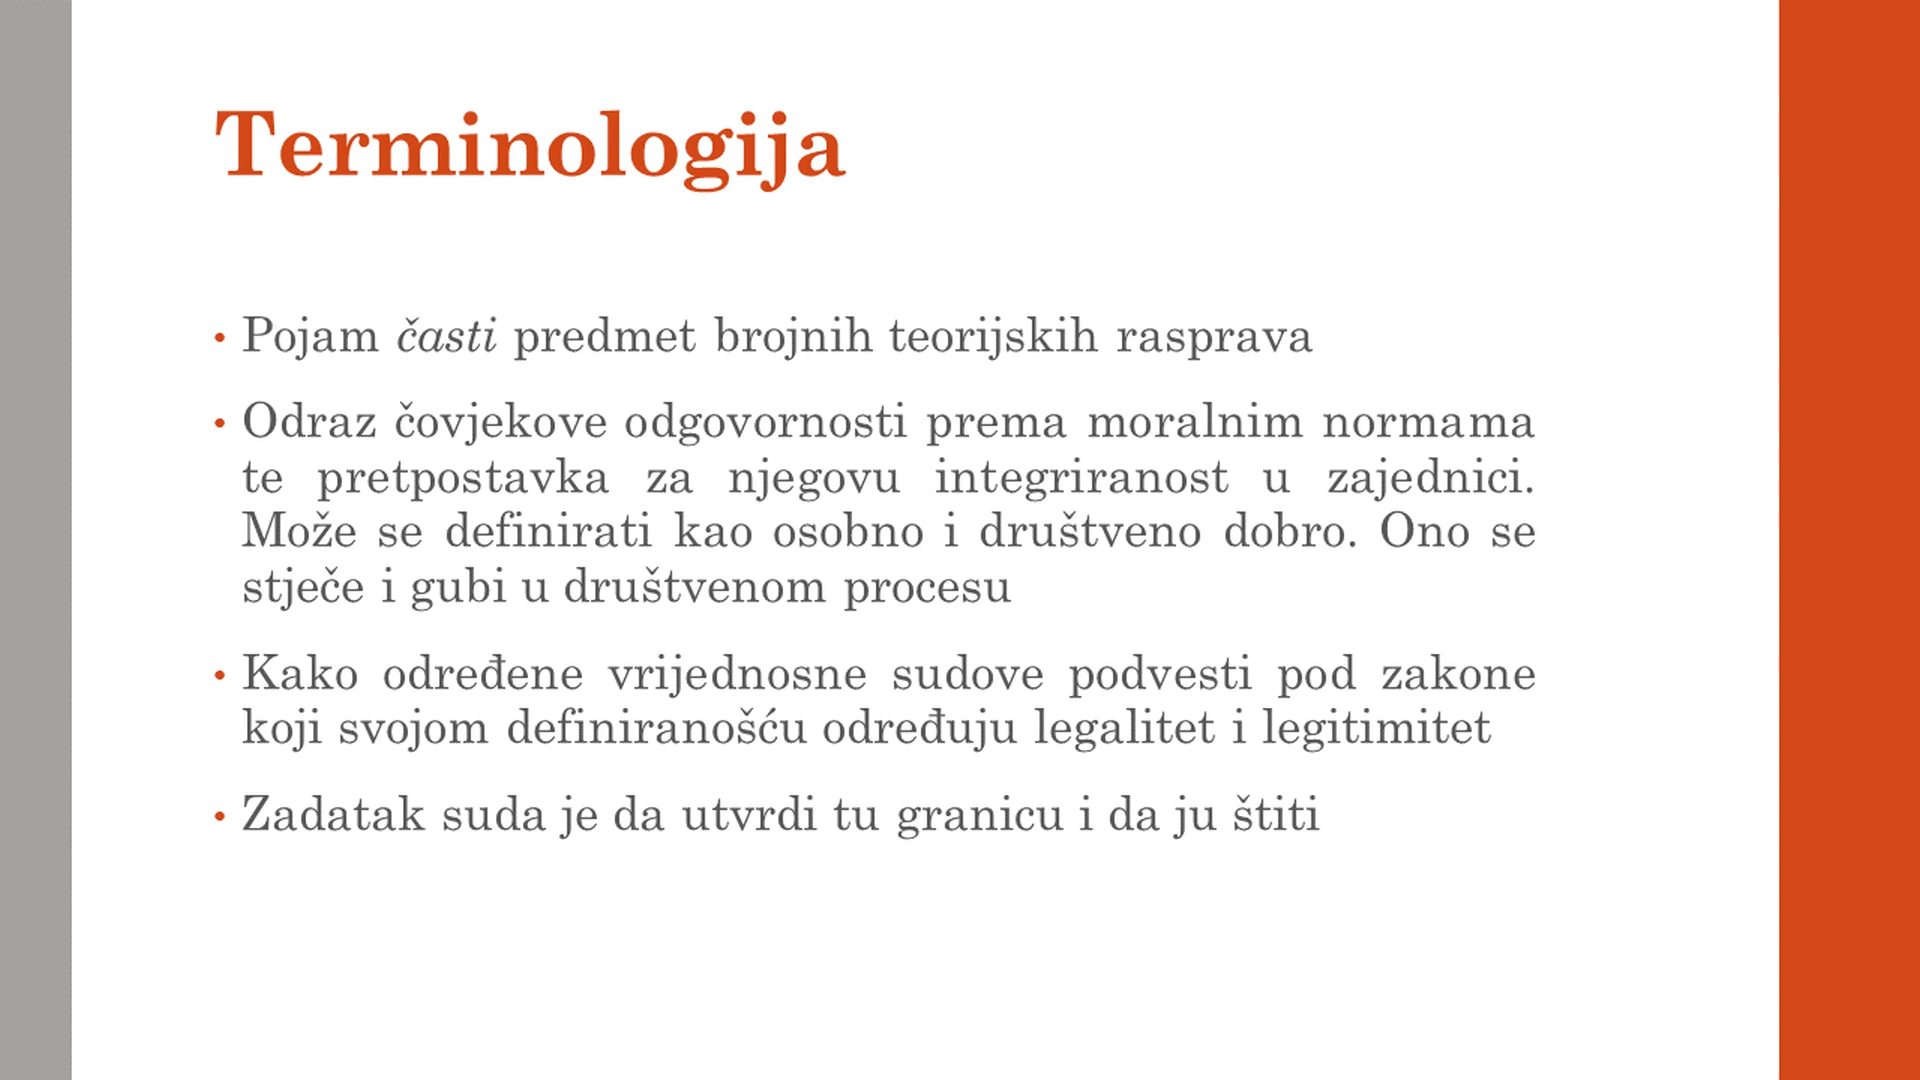 Terminologija
• Pojam časti predmet brojnih teorijskih rasprava
• Odraz čovjekove odgovornosti prema moralnim normama
te pretpostavka za njegovu integriranost u zajednici.
Može se definirati kao osobno i društveno dobro. Ono se
stječe i gubi u društvenom procesu
• Kako određene vrijednosne sudove podvesti pod zakone
koji svojom definiranošću određuju legalitet i legitimitet
• Zadatak suda je da utvrdi tu granicu i da ju štiti